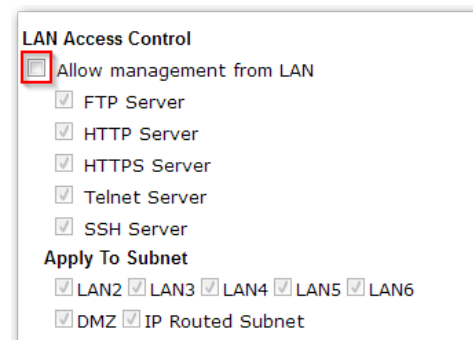 LAN Access Control
Allow management from LAN
FTP Server
HTTP Server
HTTPS Server
Telnet Server
SSH Server
Apply To Subnet
LAN2 LAN3 LAN4 LAN5 LAN6
DMZ IP Routed Subnet